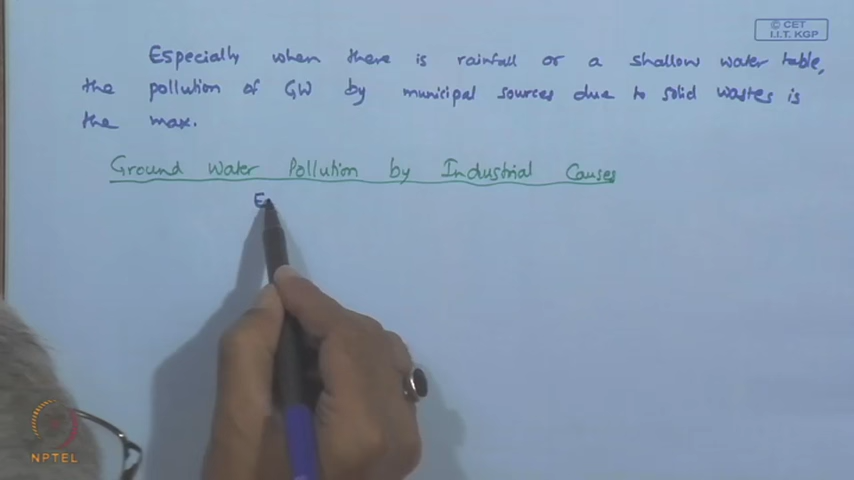 © CET
I.I.T. KGP
Especially when there is rainfall or a shallow water table,
the pollution of GW by municipal sources due to solid wastes is
the max.
Ground Water Pollution by Industrial Causes
E
NPTEL